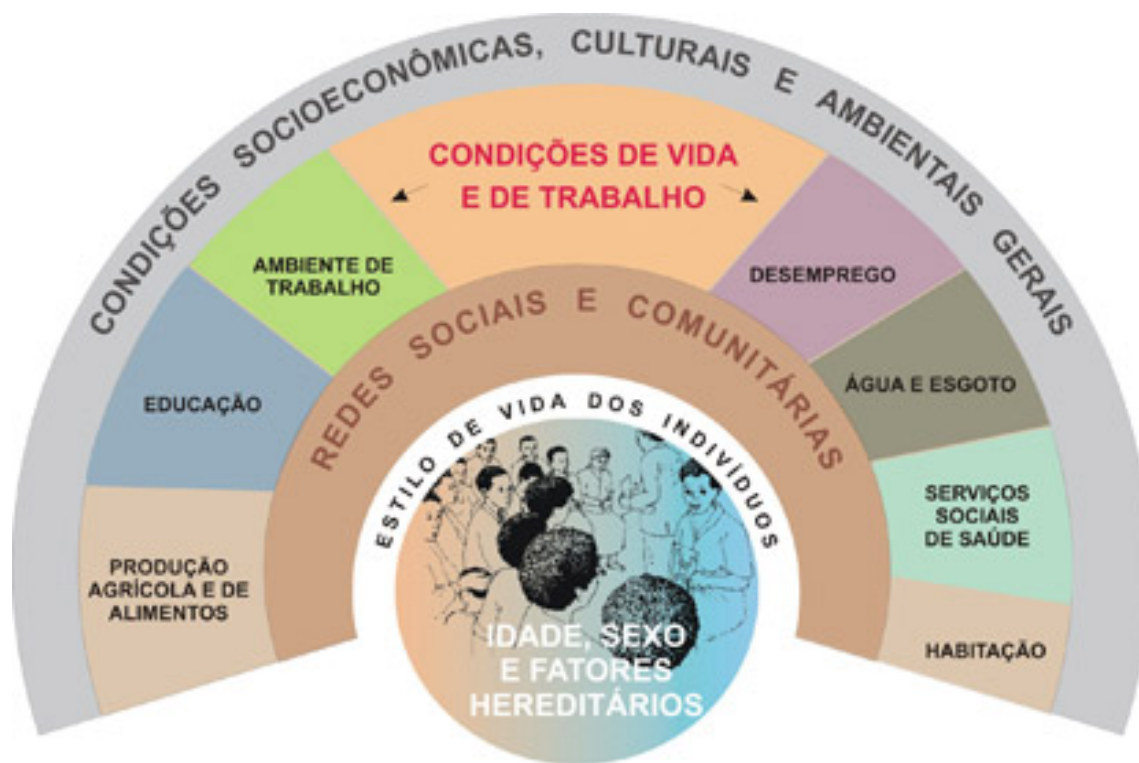 CONDIÇÕES SOCIOECONÔMICAS, CULTURAIS E AMBIENTAIS GERAIS
CONDIÇÕES DE VIDA
E DE TRABALHO
AMBIENTE DE
TRABALHO
DESEMPREGO
EDUCAÇÃO
ÁGUA E ESGOTO
PRODUÇÃO
AGRÍCOLA E DE
ALIMENTOS
SERVIÇOS
SOCIAIS
DE SAÚDE
HABITAÇÃO
REDES SOCIAIS E COMUNITÁRIAS
ESTILO DE VIDA DOS INDIVÍDUOS
IDADE, SEXO
E FATORES
HEREDITÁRIOS